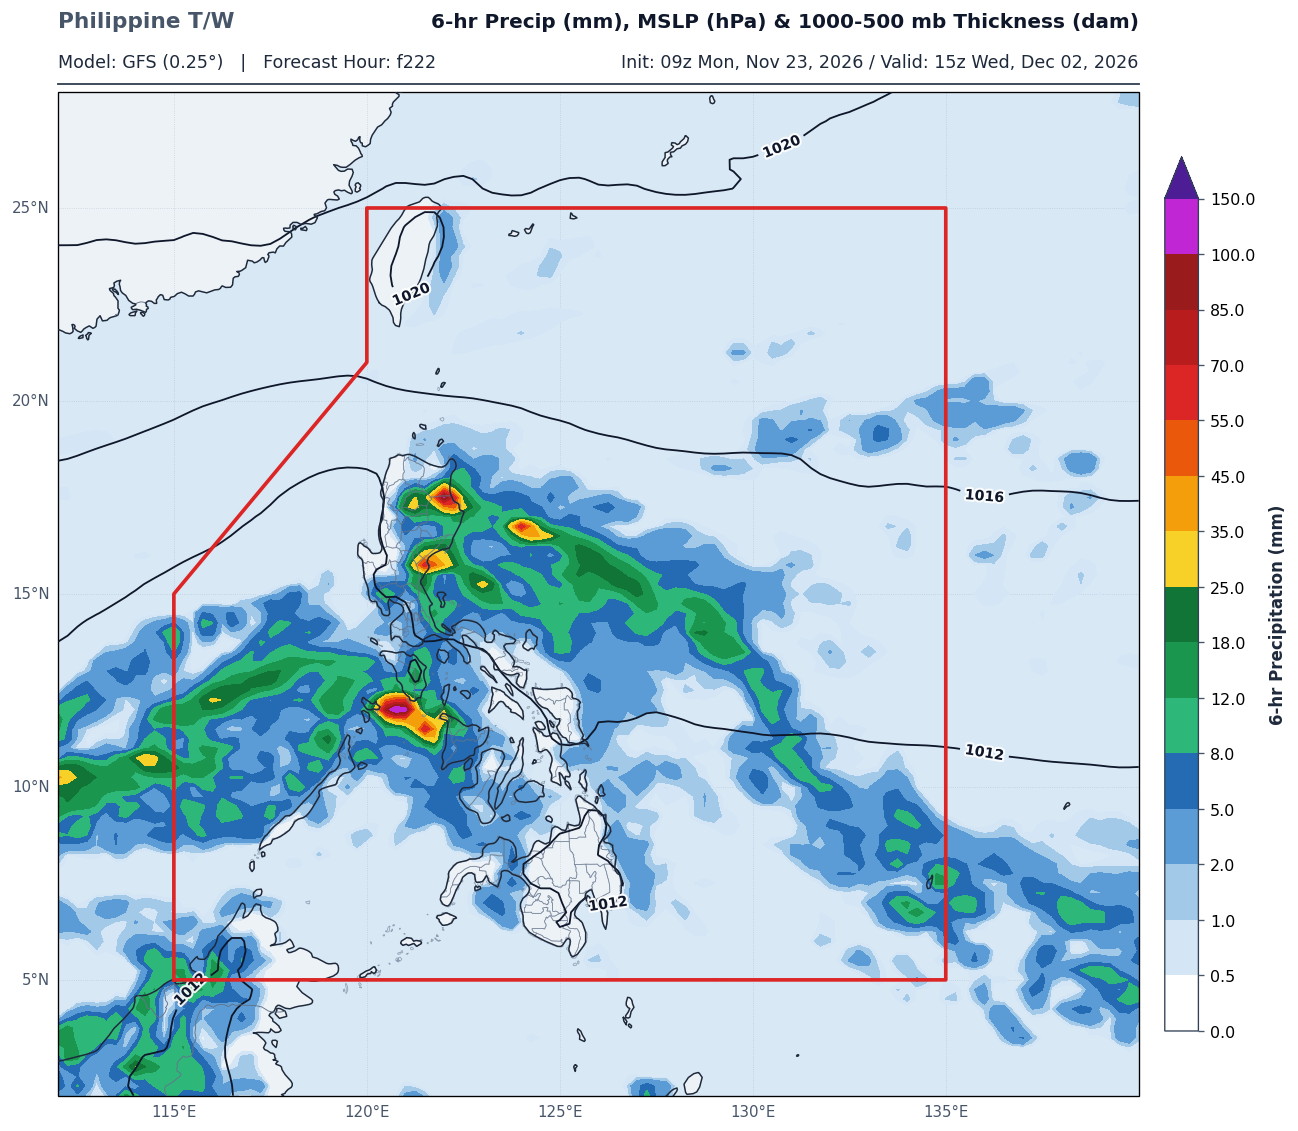 Philippine T/W
6-hr Precip (mm), MSLP (hPa) & 1000-500 mb Thickness (dam)
Model: GFS (0.25°)   |   Forecast Hour: f222
Init: 09z Mon, Nov 23, 2026 / Valid: 15z Wed, Dec 02, 2026
1020
1020
1016
1012
1012
1012
25°N
20°N
15°N
10°N
5°N
115°E
120°E
125°E
130°E
135°E
150.0
100.0
85.0
70.0
55.0
45.0
35.0
25.0
18.0
12.0
8.0
5.0
2.0
1.0
0.5
0.0
6-hr Precipitation (mm)